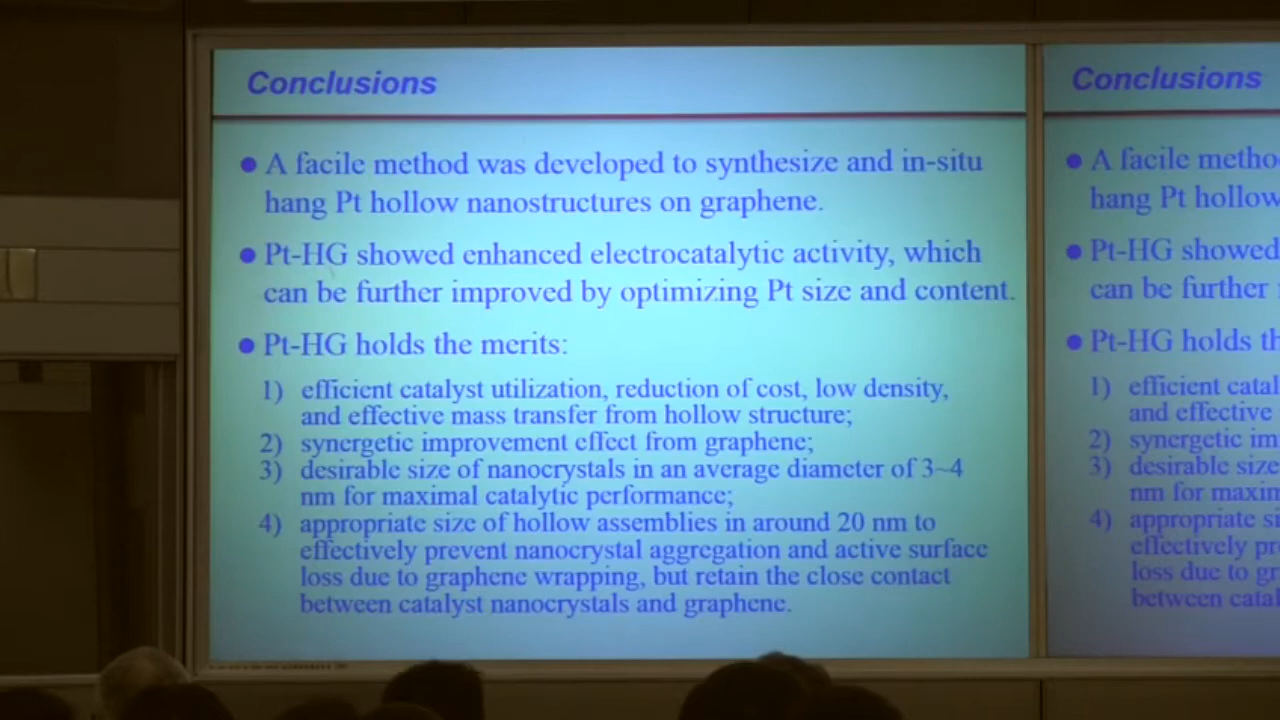 Conclusions
● A facile method was developed to synthesize and in-situ
hang Pt hollow nanostructures on graphene.
● Pt-HG showed enhanced electrocatalytic activity, which
can be further improved by optimizing Pt size and content.
● Pt-HG holds the merits:
1) efficient catalyst utilization, reduction of cost, low density,
and effective mass transfer from hollow structure;
2) synergetic improvement effect from graphene;
3) desirable size of nanocrystals in an average diameter of 3~4
nm for maximal catalytic performance;
4) appropriate size of hollow assemblies in around 20 nm to
effectively prevent nanocrystal aggregation and active surface
loss due to graphene wrapping, but retain the close contact
between catalyst nanocrystals and graphene.
Conclusions
● A facile metho
hang Pt hollow
● Pt-HG showed
can be further
● Pt-HG holds th
1) efficient catal
and effective
2) synergetic im
3) desirable size
nm for maxin
4) appropriate si
effectively pr
loss due to gr
between catal